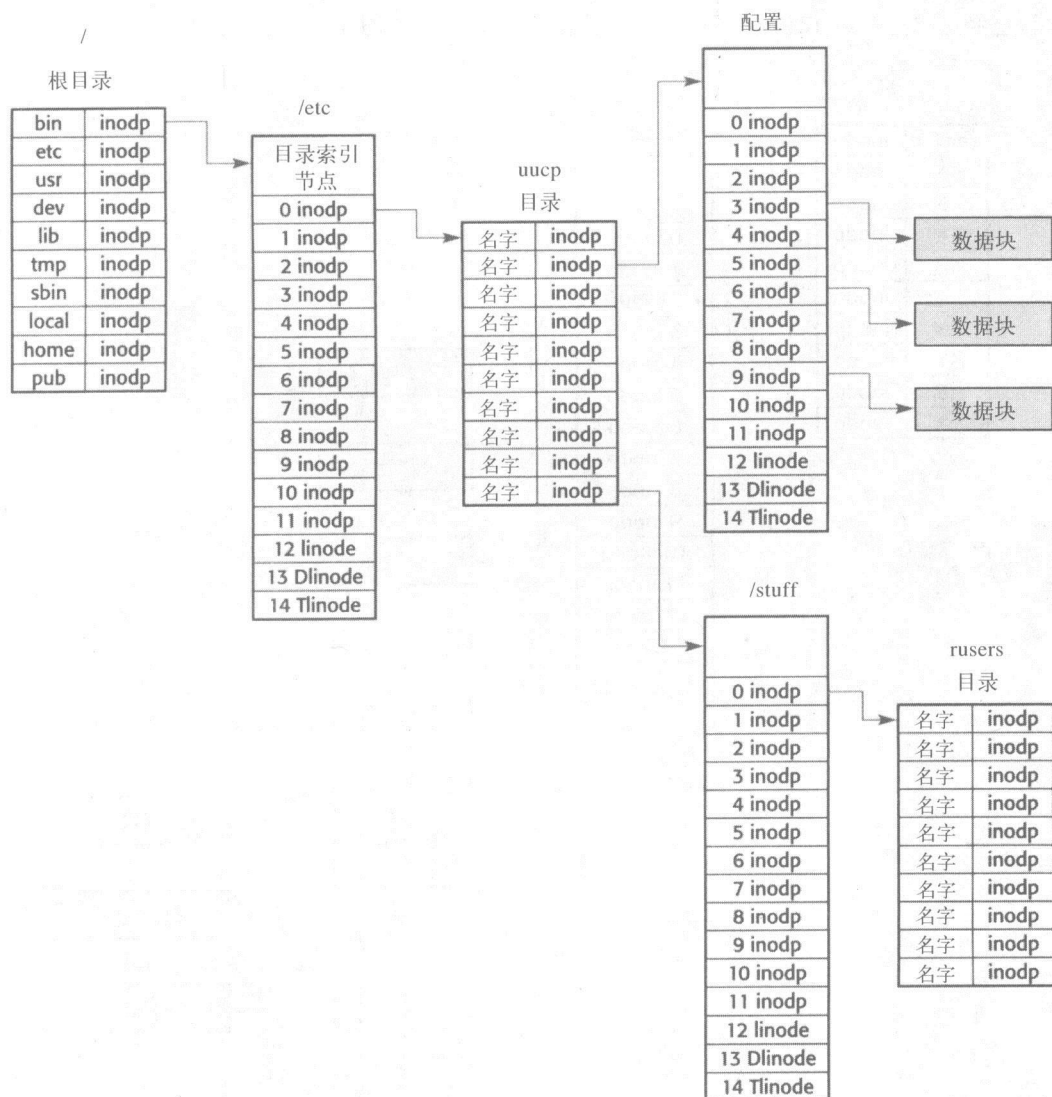 /
根目录
bin inodp
etc inodp
usr inodp
dev inodp
lib inodp
tmp inodp
sbin inodp
local inodp
home inodp
pub inodp
/etc
目录索引
节点
0 inodp
1 inodp
2 inodp
3 inodp
4 inodp
5 inodp
6 inodp
7 inodp
8 inodp
9 inodp
10 inodp
11 inodp
12 linode
13 Dlinode
14 Tlinode
uucp
目录
名字 inodp
名字 inodp
名字 inodp
名字 inodp
名字 inodp
名字 inodp
名字 inodp
名字 inodp
名字 inodp
名字 inodp
配置
0 inodp
1 inodp
2 inodp
3 inodp
4 inodp
5 inodp
6 inodp
7 inodp
8 inodp
9 inodp
10 inodp
11 inodp
12 linode
13 Dlinode
14 Tlinode
数据块
数据块
数据块
/stuff
0 inodp
1 inodp
2 inodp
3 inodp
4 inodp
5 inodp
6 inodp
7 inodp
8 inodp
9 inodp
10 inodp
11 inodp
12 linode
13 Dlinode
14 Tlinode
rusers
目录
名字 inodp
名字 inodp
名字 inodp
名字 inodp
名字 inodp
名字 inodp
名字 inodp
名字 inodp
名字 inodp
名字 inodp